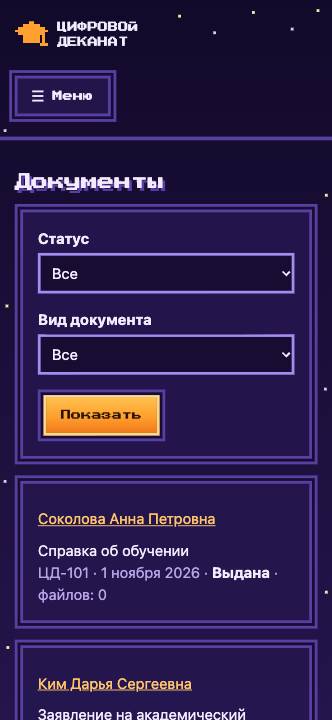 ЦИФРОВОЙ
ДЕКАНАТ
☰ Меню
Документы
Статус
Все
Вид документа
Все
Показать
Соколова Анна Петровна
Справка об обучении
ЦД-101 · 1 ноября 2026 · Выдана ·
файлов: 0
Ким Дарья Сергеевна
Заявление на академический